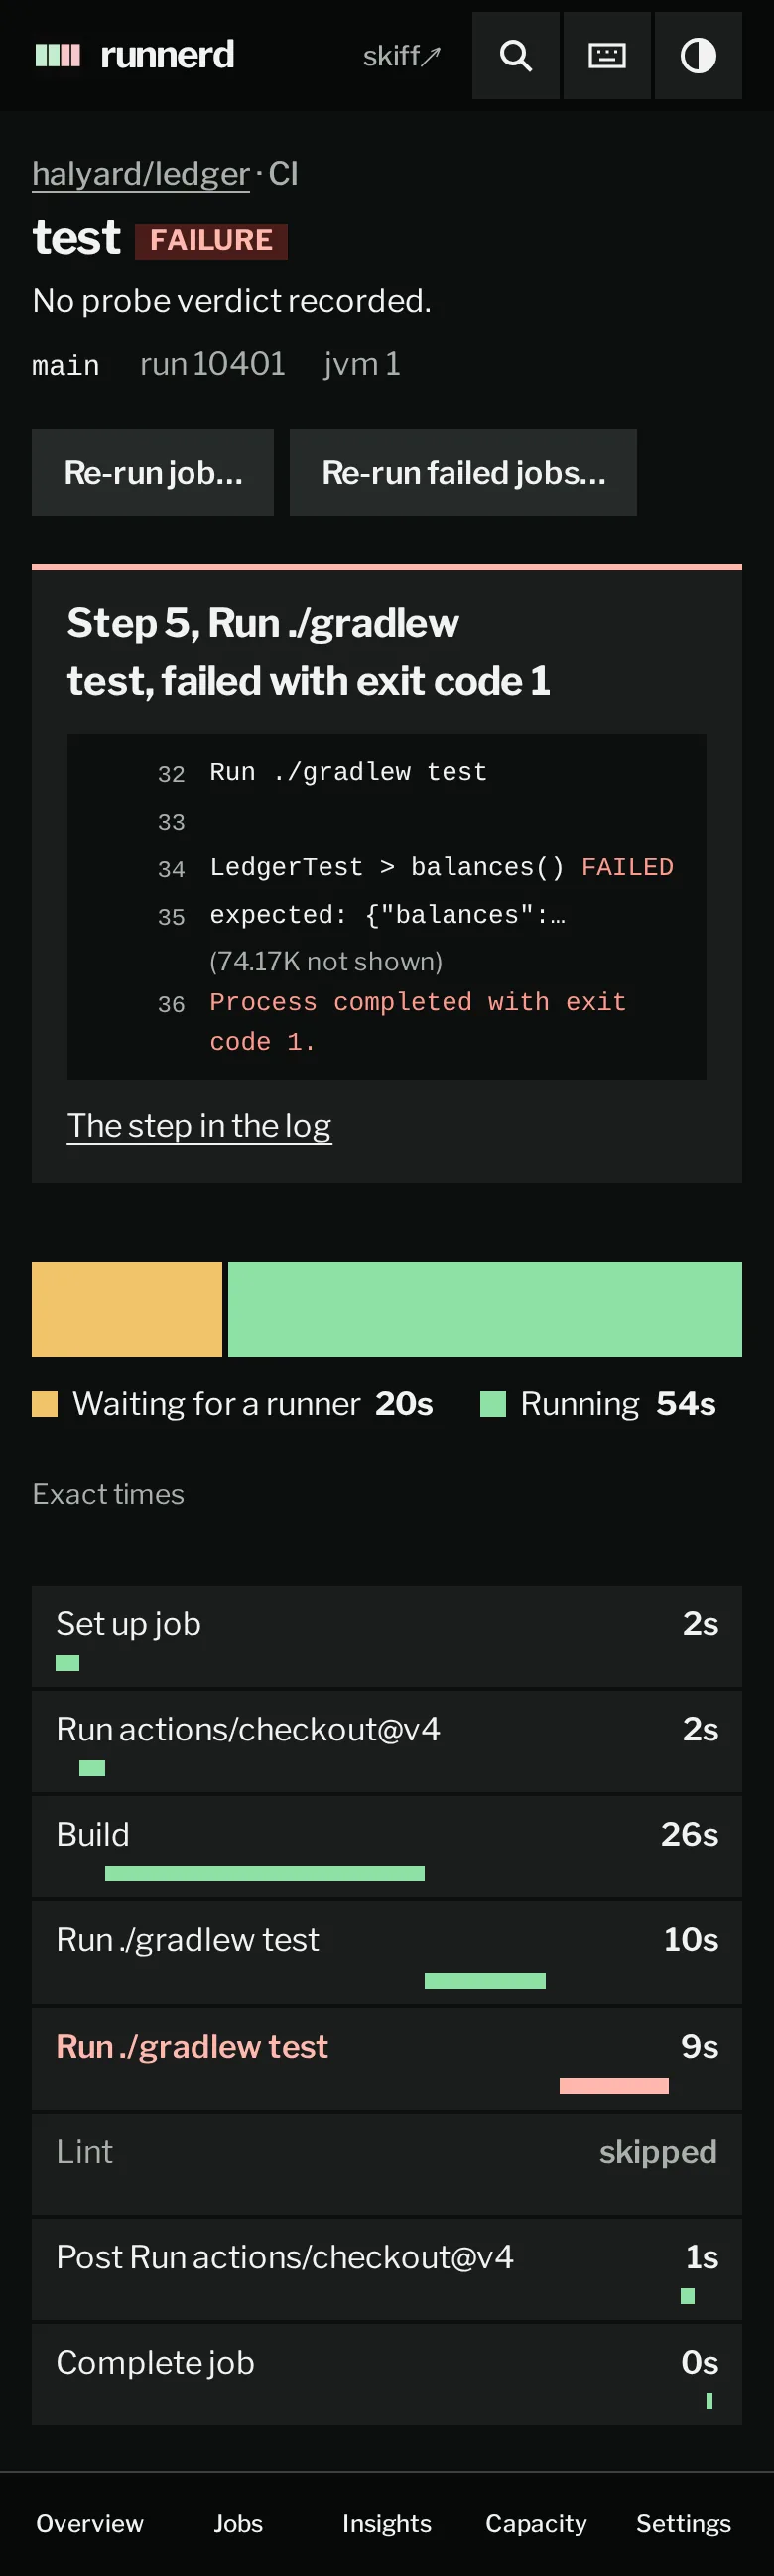 runnerd
skiff↗
halyard/ledger · CI
test FAILURE
No probe verdict recorded.
main run 10401 jvm 1
Re-run job… Re-run failed jobs…
Step 5, Run ./gradlew
test, failed with exit code 1
32 Run ./gradlew test
33
34 LedgerTest > balances() FAILED
35 expected: {"balances":…
(74.17K not shown)
36 Process completed with exit
code 1.
The step in the log
Waiting for a runner 20s Running 54s
Exact times
Set up job 2s
Run actions/checkout@v4 2s
Build 26s
Run ./gradlew test 10s
Run ./gradlew test 9s
Lint skipped
Post Run actions/checkout@v4 1s
Complete job 0s
Overview Jobs Insights Capacity Settings